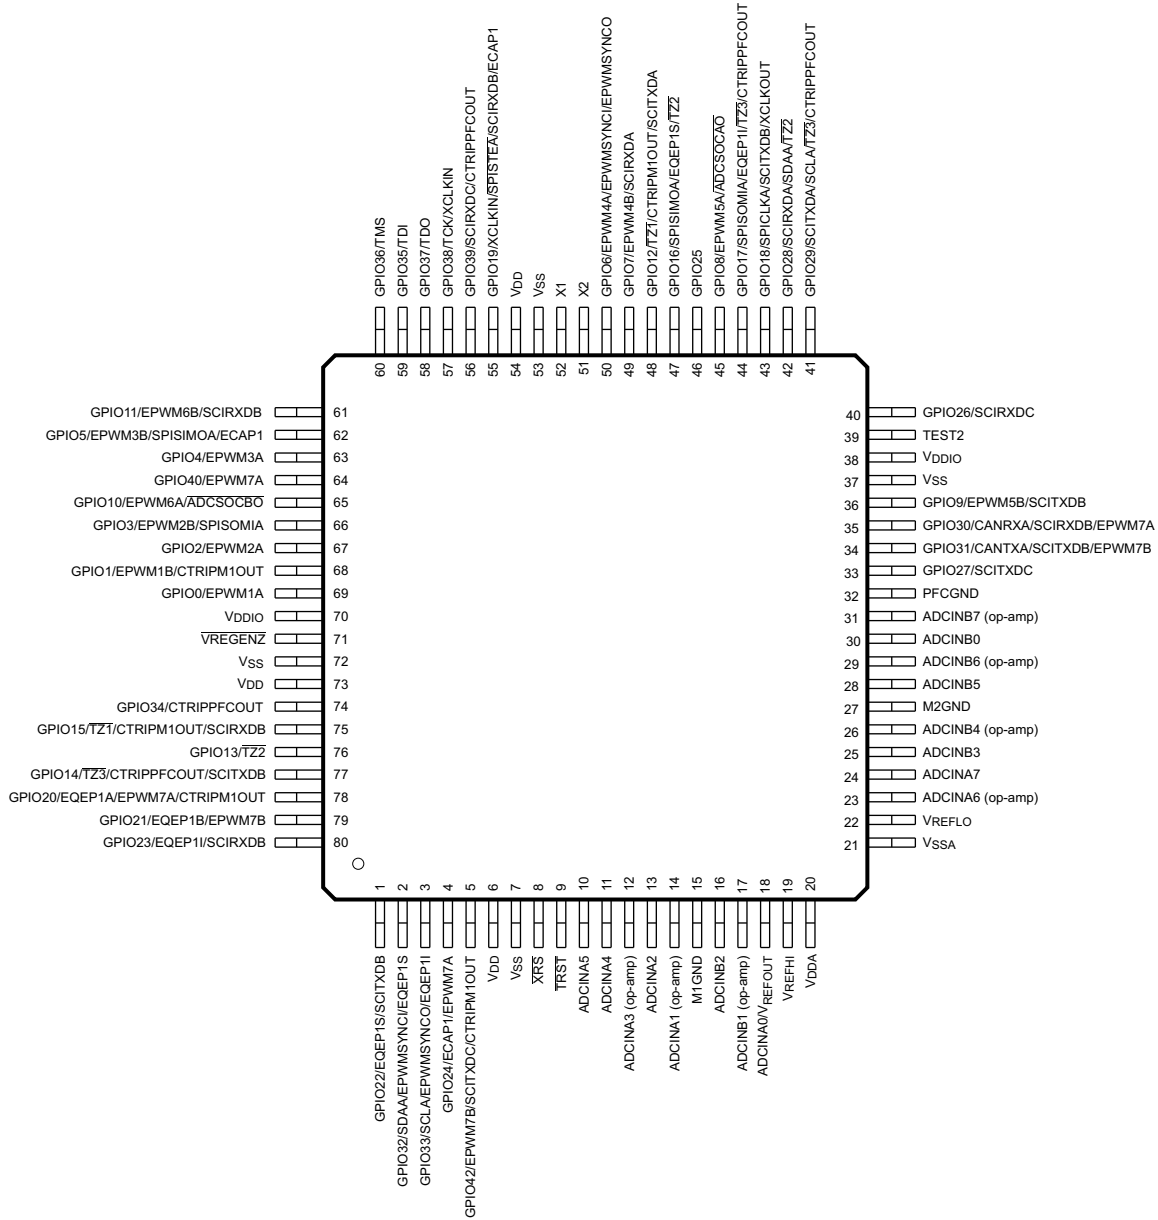 GPIO36/TMS
GPIO35/TDI
GPIO37/TDO
GPIO38/TCK/XCLKIN
GPIO39/SCIRXDC/CTRIPPFCOUT
GPIO19/XCLKIN/SPISTEA/SCIRXDB/ECAP1
VDD
VSS
X1
X2
GPIO6/EPWM4A/EPWMSYNCI/EPWMSYNCO
GPIO7/EPWM4B/SCIRXDA
GPIO12/TZ1/CTRIPM1OUT/SCITXDA
GPIO16/SPISIMOA/EQEP1S/TZ2
GPIO25
GPIO8/EPWM5A/ADCSOCAO
GPIO17/SPISOMIA/EQEP1I/TZ3/CTRIPPFCOUT
GPIO18/SPICLKA/SCITXDB/XCLKOUT
GPIO28/SCIRXDA/SDAA/TZ2
GPIO29/SCITXDA/SCLA/TZ3/CTRIPPFCOUT
60
59
58
57
56
55
54
53
52
51
50
49
48
47
46
45
44
43
42
41
GPIO11/EPWM6B/SCIRXDB 61
GPIO5/EPWM3B/SPISIMOA/ECAP1 62
GPIO4/EPWM3A 63
GPIO40/EPWM7A 64
GPIO10/EPWM6A/ADCSOCBO 65
GPIO3/EPWM2B/SPISOMIA 66
GPIO2/EPWM2A 67
GPIO1/EPWM1B/CTRIPM1OUT 68
GPIO0/EPWM1A 69
VDDIO 70
VREGENZ 71
VSS 72
VDD 73
GPIO34/CTRIPPFCOUT 74
GPIO15/TZ1/CTRIPM1OUT/SCIRXDB 75
GPIO13/TZ2 76
GPIO14/TZ3/CTRIPPFCOUT/SCITXDB 77
GPIO20/EQEP1A/EPWM7A/CTRIPM1OUT 78
GPIO21/EQEP1B/EPWM7B 79
GPIO23/EQEP1I/SCIRXDB 80
40 GPIO26/SCIRXDC
39 TEST2
38 VDDIO
37 VSS
36 GPIO9/EPWM5B/SCITXDB
35 GPIO30/CANRXA/SCIRXDB/EPWM7A
34 GPIO31/CANTXA/SCITXDB/EPWM7B
33 GPIO27/SCITXDC
32 PFCGND
31 ADCINB7 (op-amp)
30 ADCINB0
29 ADCINB6 (op-amp)
28 ADCINB5
27 M2GND
26 ADCINB4 (op-amp)
25 ADCINB3
24 ADCINA7
23 ADCINA6 (op-amp)
22 VREFLO
21 VSSA
1
2
3
4
5
6
7
8
9
10
11
12
13
14
15
16
17
18
19
20
GPIO22/EQEP1S/SCITXDB
GPIO32/SDAA/EPWMSYNCI/EQEP1S
GPIO33/SCLA/EPWMSYNCO/EQEP1I
GPIO24/ECAP1/EPWM7A
GPIO42/EPWM7B/SCITXDC/CTRIPM1OUT
VDD
VSS
XRS
TRST
ADCINA5
ADCINA4
ADCINA3 (op-amp)
ADCINA2
ADCINA1 (op-amp)
M1GND
ADCINB2
ADCINB1 (op-amp)
ADCINA0/VREFOUT
VREFHI
VDDA